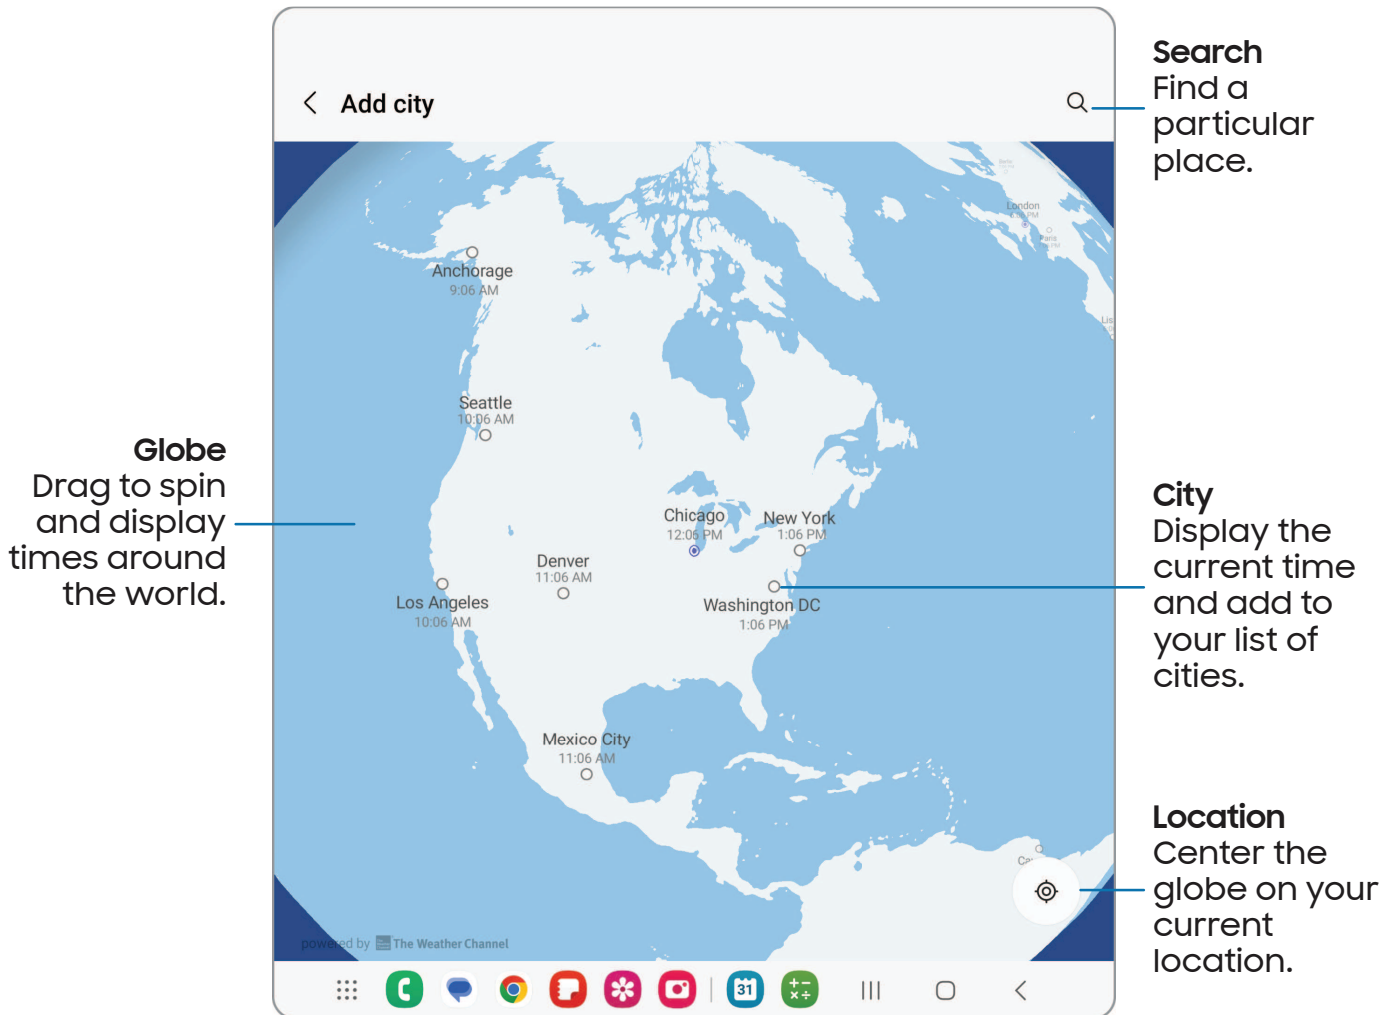 Search
Find a
particular
place.
Add city
London
Paris
Anchorage
9:06 AM
Seattle
10:06 AM
Globe
Drag to spin
and display
times around
the world.
Chicago
12:06 PM
New York
1:06 PM
Denver
11:06 AM
Los Angeles
10:06 AM
Washington DC
1:06 PM
City
Display the
current time
and add to
your list of
cities.
Mexico City
11:06 AM
Location
Center the
globe on your
current
location.
powered by The Weather Channel
31